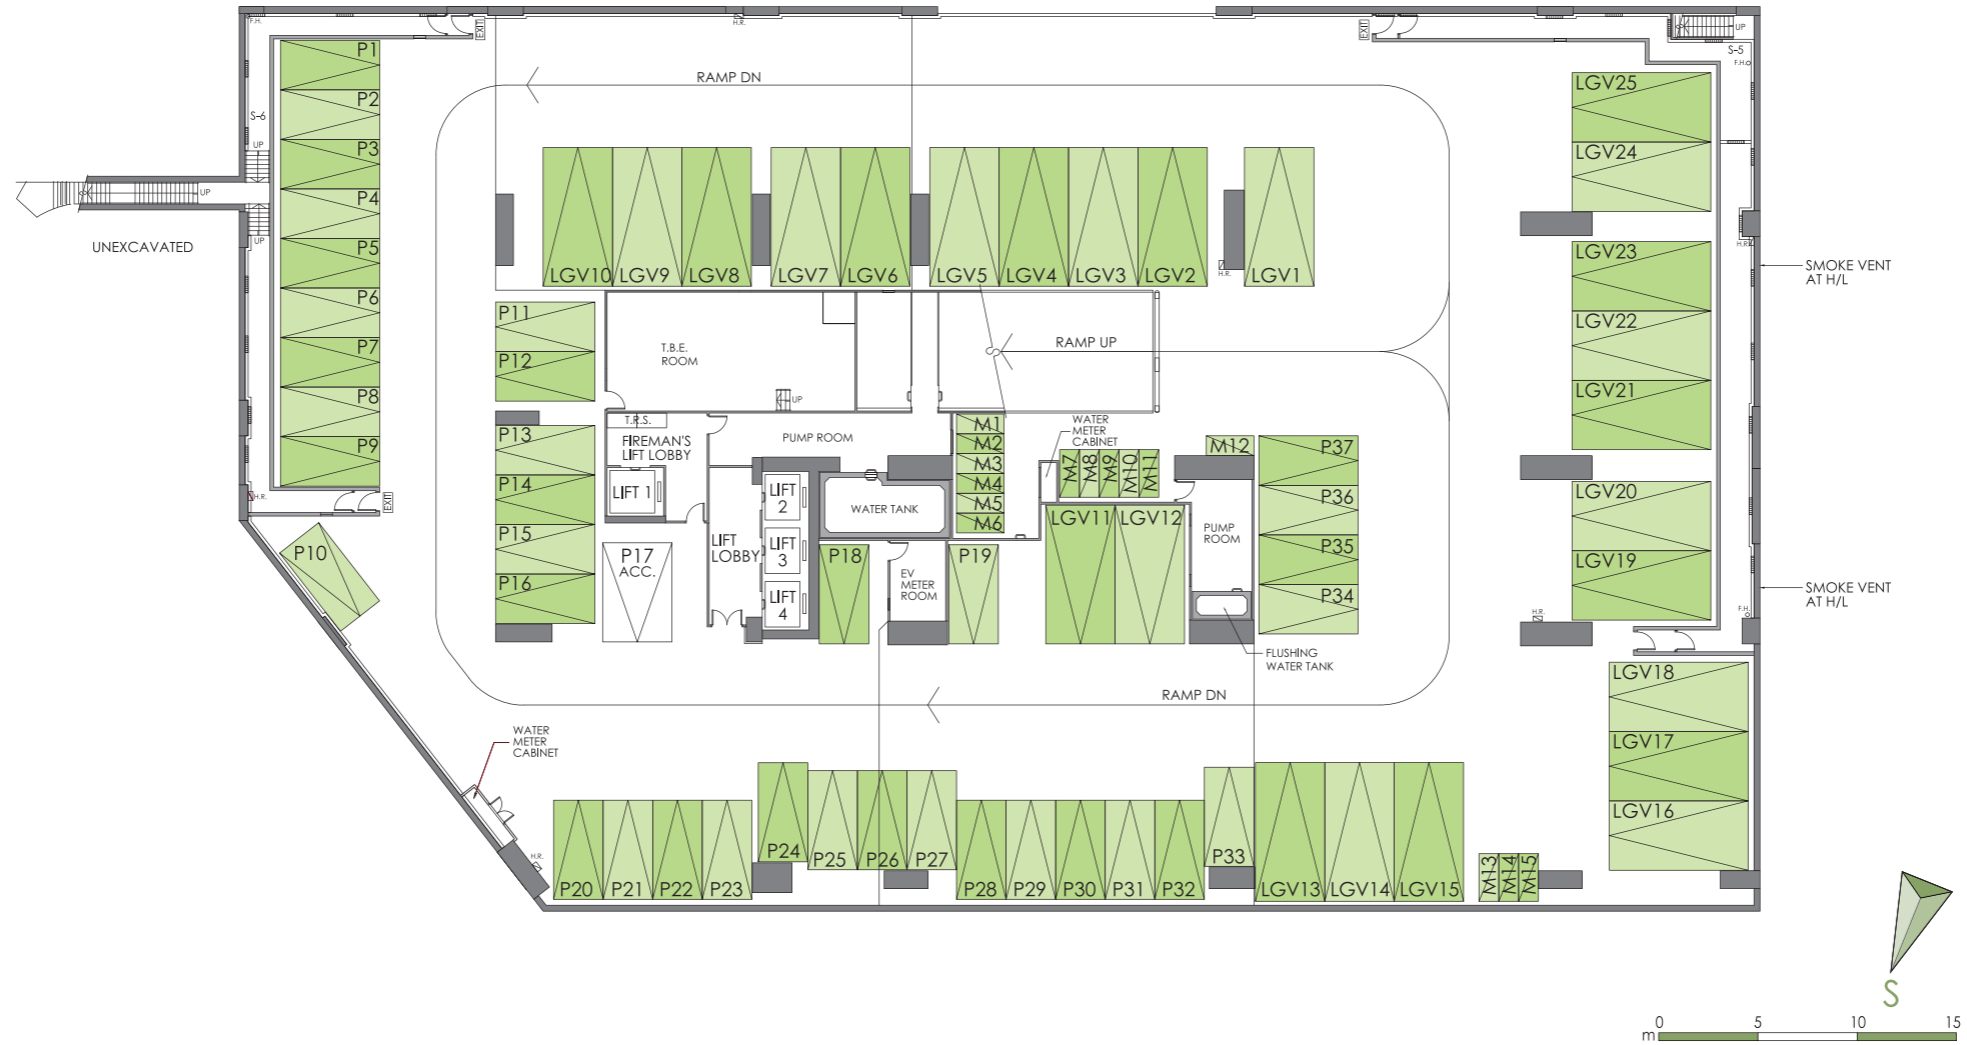 F.H.
EXIT
H.R.
EXIT
UP
S-5
F.H.
P1
P2
P3
P4
P5
P6
P7
P8
P9
S-6
UP
UP
UP
UNEXCAVATED
RAMP DN
LGV10
LGV9
LGV8
LGV7
LGV6
LGV5
LGV4
LGV3
LGV2
H.R.
LGV1
LGV25
LGV24
LGV23
LGV22
LGV21
LGV20
LGV19
H.R.
SMOKE VENT
AT H/L
SMOKE VENT
AT H/L
H.R.
F.H.
P11
P12
T.B.E.
ROOM
UP
RAMP UP
S
P13
P14
P15
P16
T.R.S.
FIREMAN'S
LIFT LOBBY
LIFT 1
PUMP ROOM
LIFT
2
LIFT
3
LIFT
4
LIFT
LOBBY
P17
ACC.
WATER TANK
M1
M2
M3
M4
M5
M6
WATER
METER
CABINET
M7
M8
M9
M10
M11
M12
P37
P36
P35
P34
P18
EV
METER
ROOM
P19
LGV11
LGV12
PUMP
ROOM
FLUSHING
WATER TANK
H.R.
EXIT
P10
RAMP DN
LGV18
LGV17
LGV16
WATER
METER
CABINET
H.R.
P20
P21
P22
P23
P24
P25
P26
P27
P28
P29
P30
P31
P32
P33
LGV13
LGV14
LGV15
M13
M14
M15
S
m
0
5
10
15